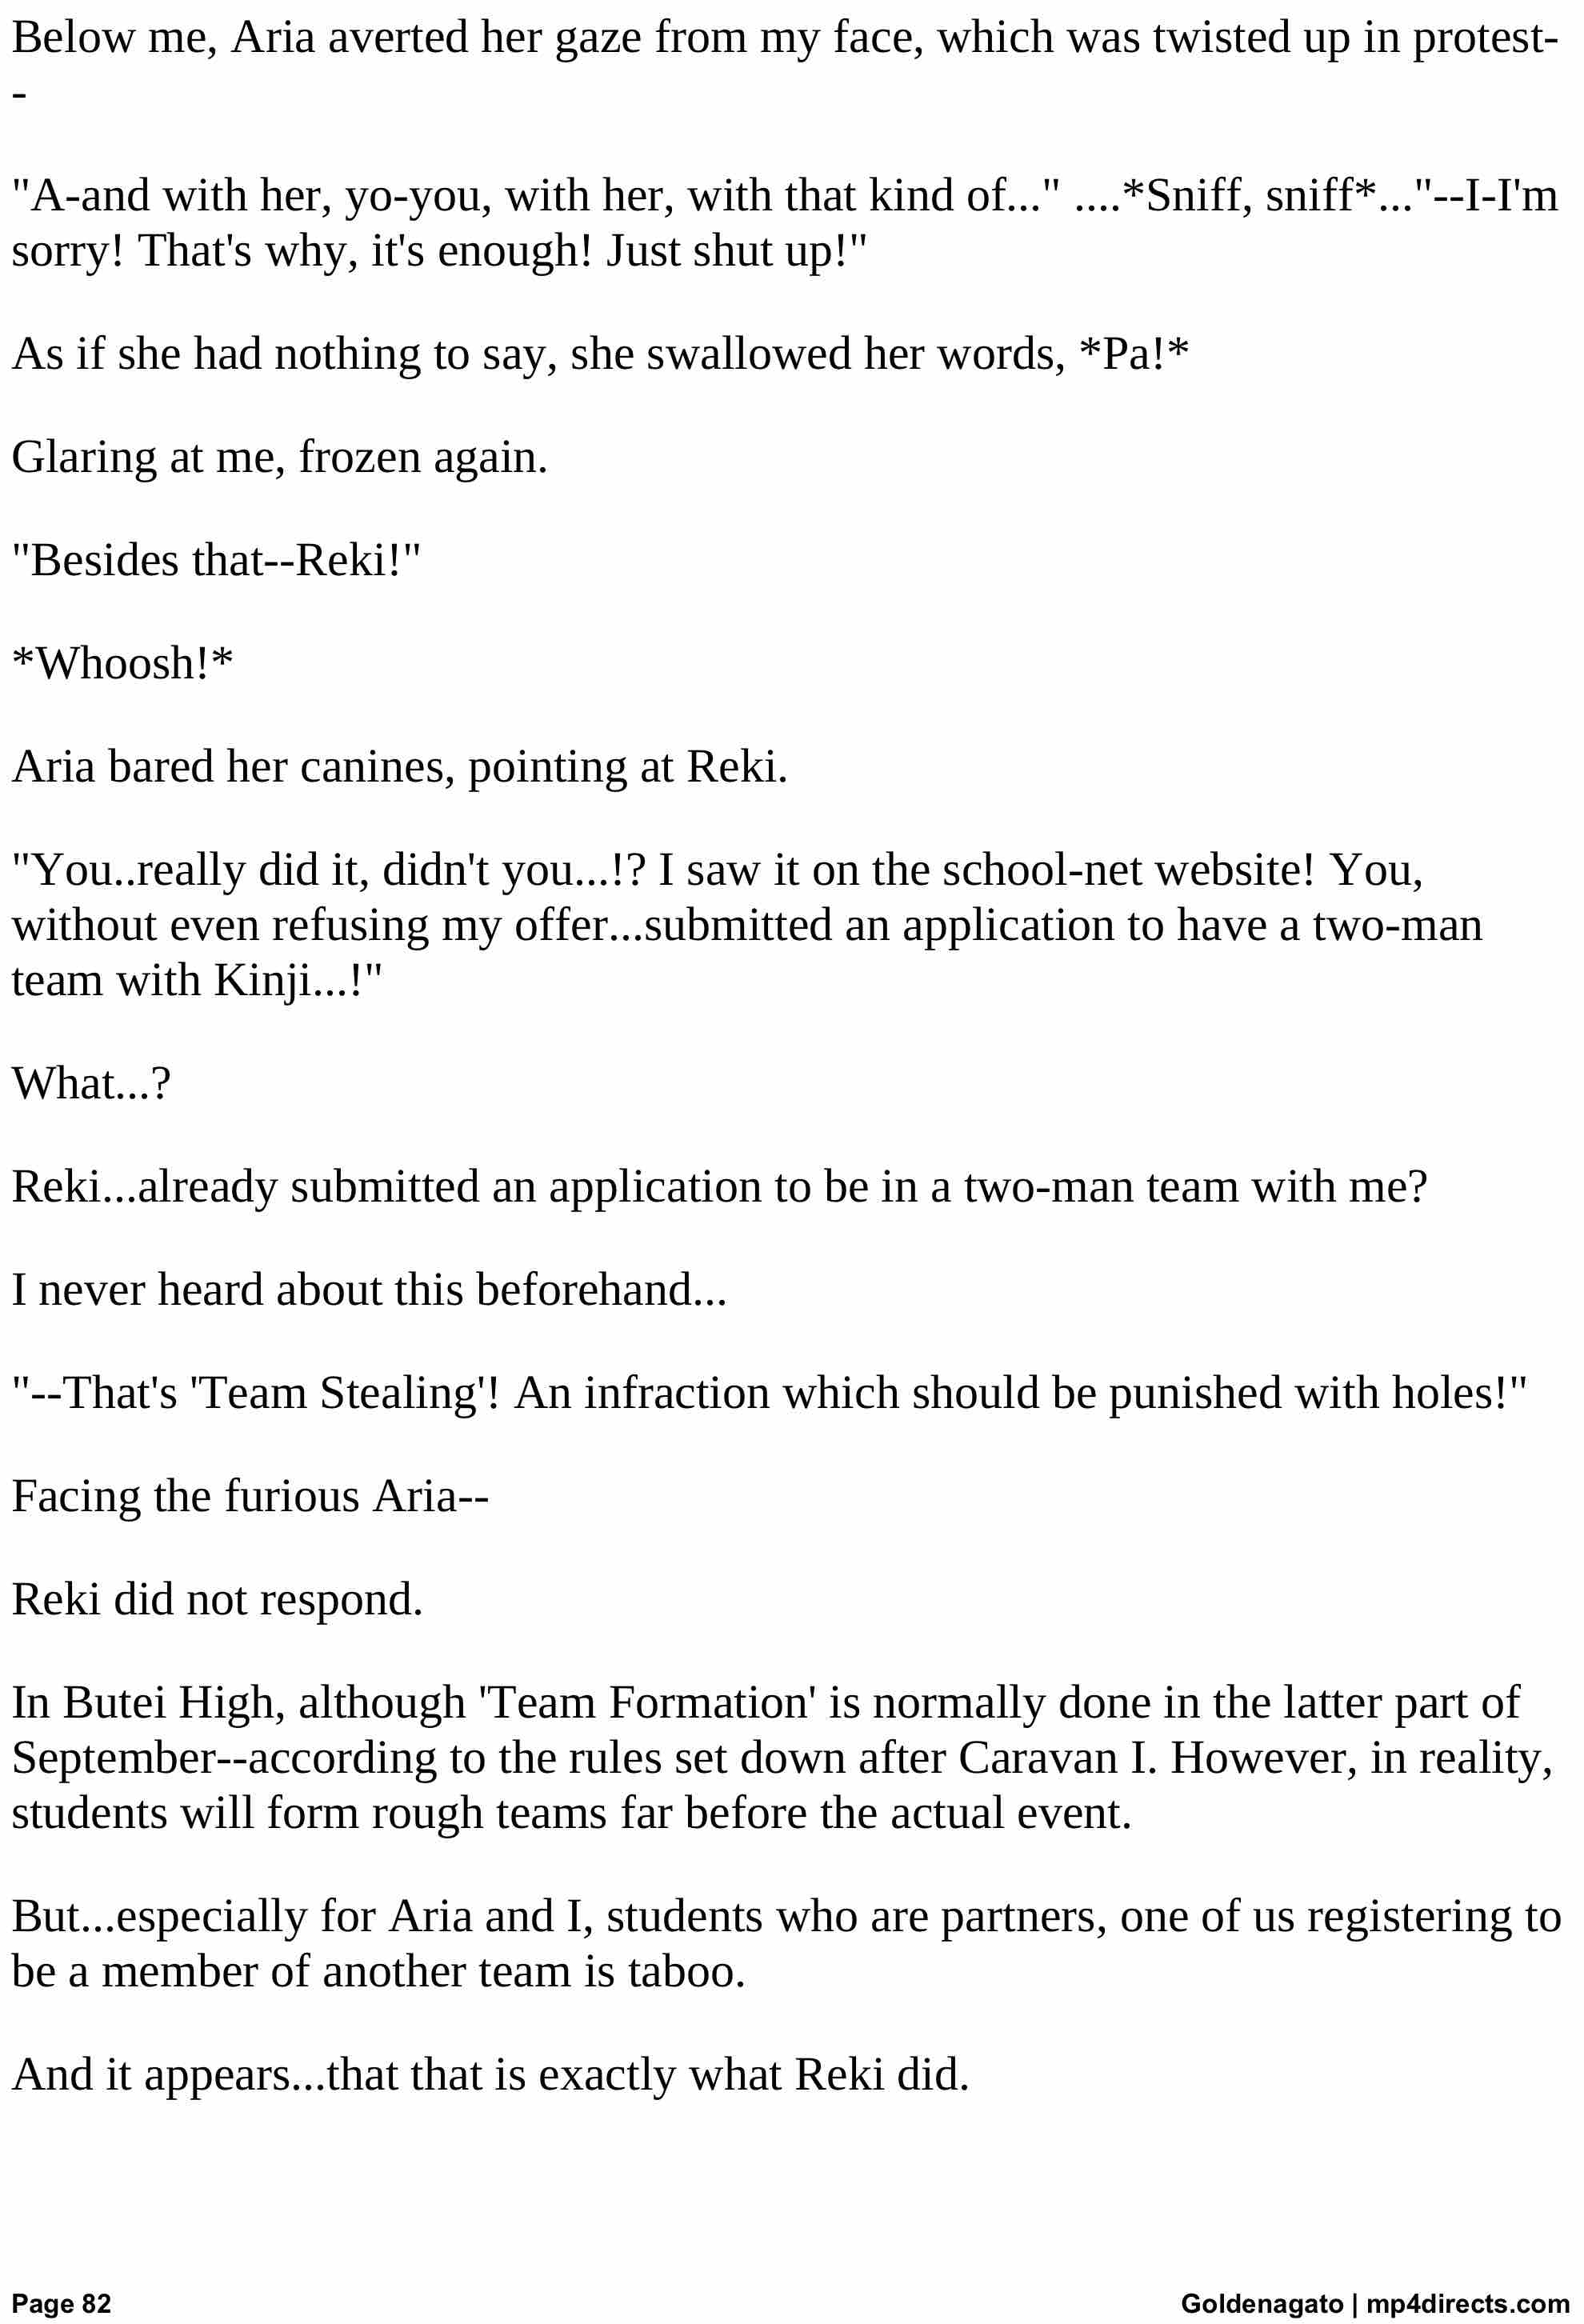 Below me, Aria averted her gaze from my face, which was twisted up in protest-
-
"A-and with her, yo-you, with her, with that kind of..." ....*Sniff, sniff*..."--I-I'm
sorry! That's why, it's enough! Just shut up!"
As if she had nothing to say, she swallowed her words, *Pa!*
Glaring at me, frozen again.
"Besides that--Reki!"
*Whoosh!*
Aria bared her canines, pointing at Reki.
"You..really did it, didn't you...!? I saw it on the school-net website! You,
without even refusing my offer...submitted an application to have a two-man
team with Kinji...!"
What...?
Reki...already submitted an application to be in a two-man team with me?
I never heard about this beforehand...
"--That's 'Team Stealing'! An infraction which should be punished with holes!"
Facing the furious Aria--
Reki did not respond.
In Butei High, although 'Team Formation' is normally done in the latter part of
September--according to the rules set down after Caravan I. However, in reality,
students will form rough teams far before the actual event.
But...especially for Aria and I, students who are partners, one of us registering to
be a member of another team is taboo.
And it appears...that that is exactly what Reki did.
Page 82
Goldenagato | mp4directs.com